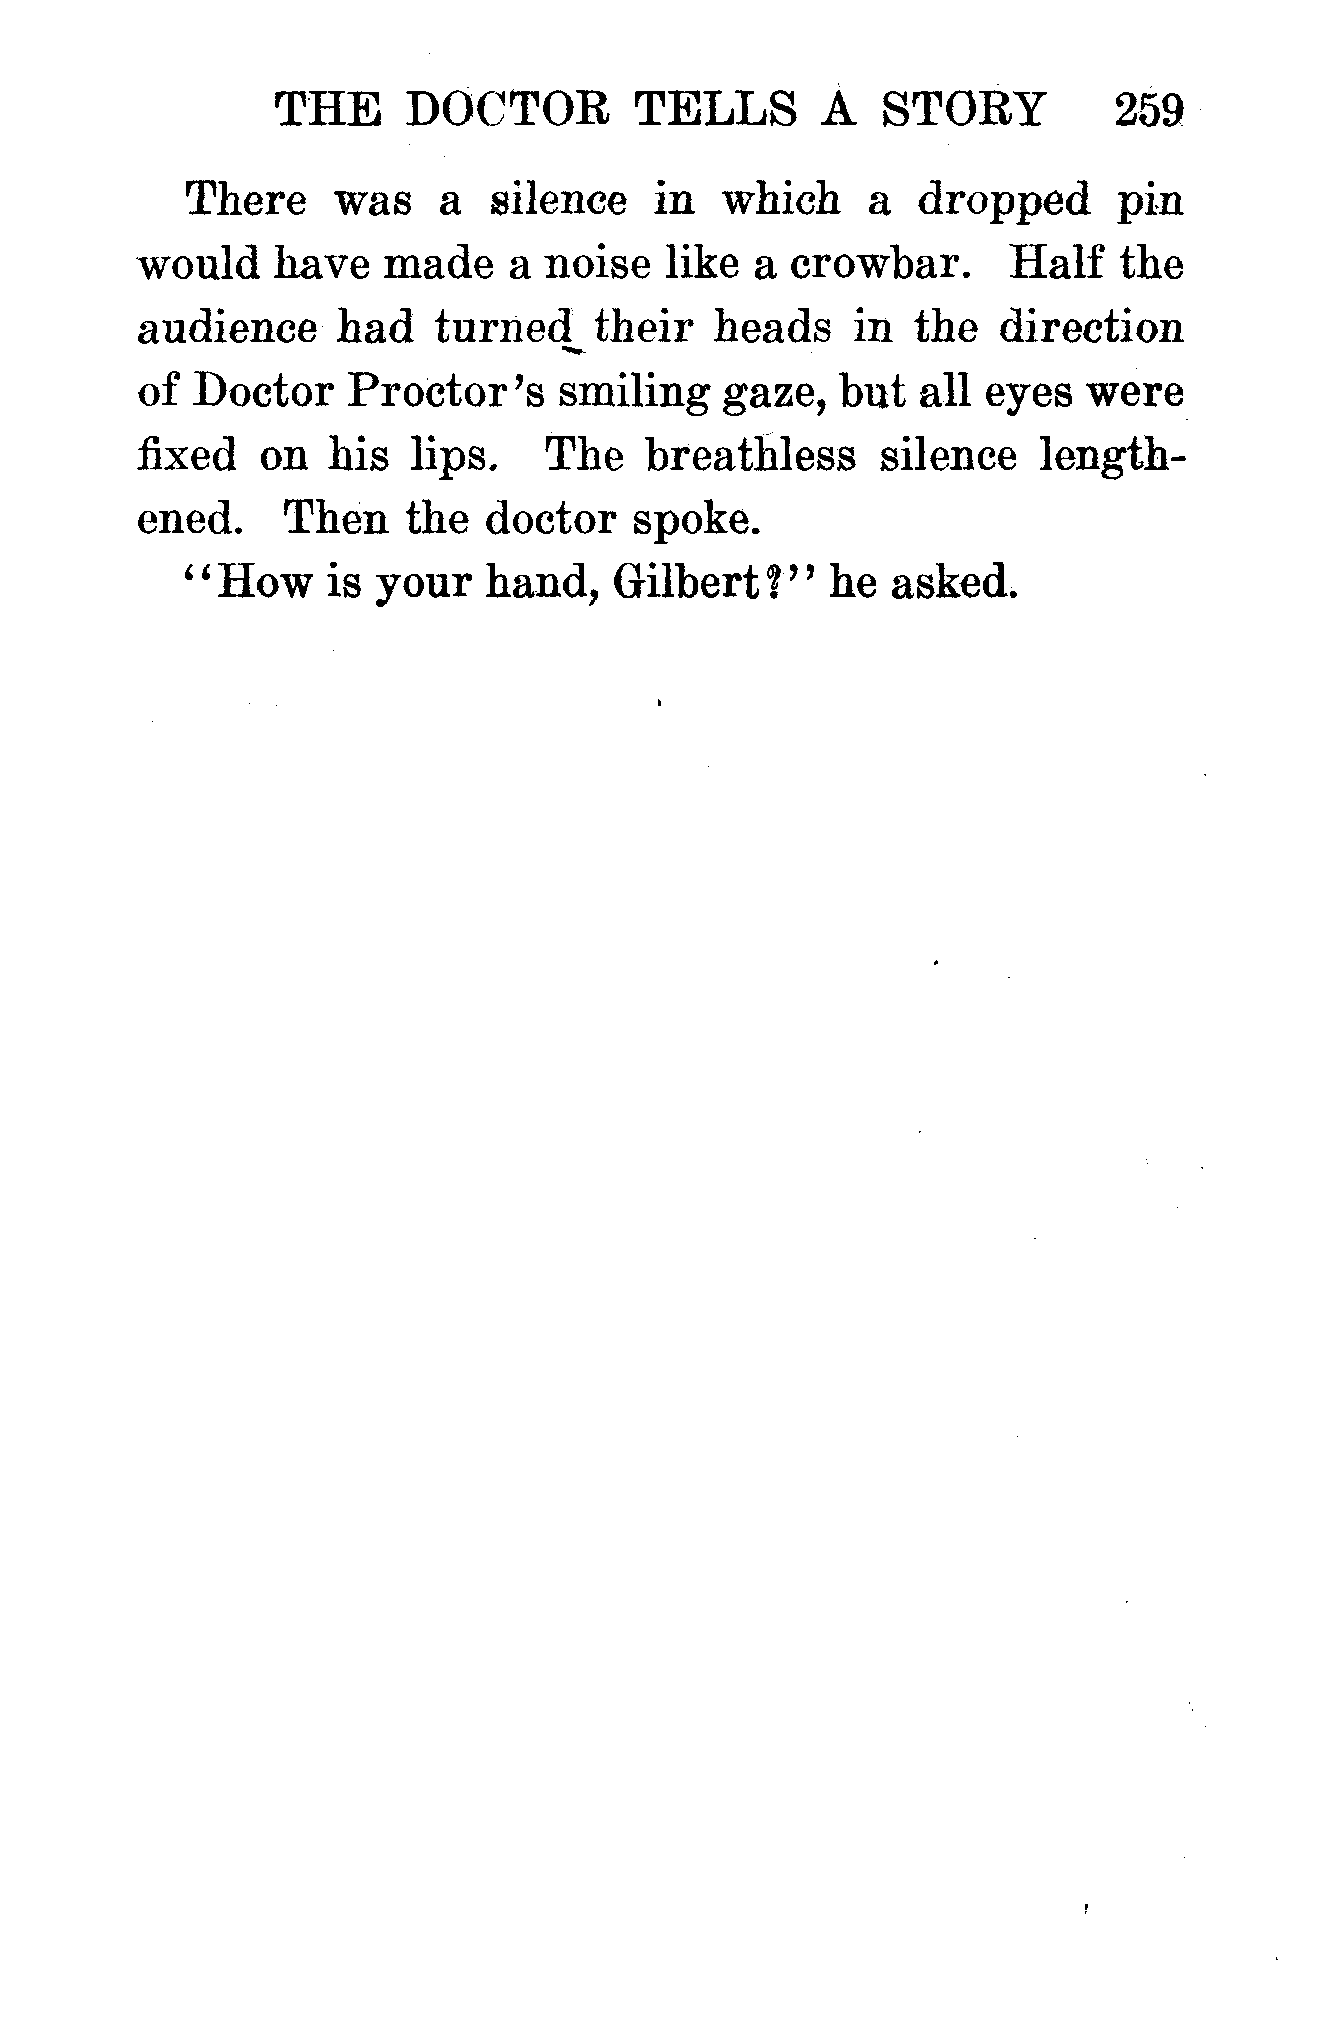 THE DOCTOR TELLS A STORY 259
There was a silence in which a dropped pin
would have made a noise like a crowbar. Half the
audience had turned their heads in the direction
of Doctor Proctor's smiling gaze, but all eyes were
fixed on his lips. The breathless silence length-
ened. Then the doctor spoke.
"How is your hand, Gilbert?" he asked.